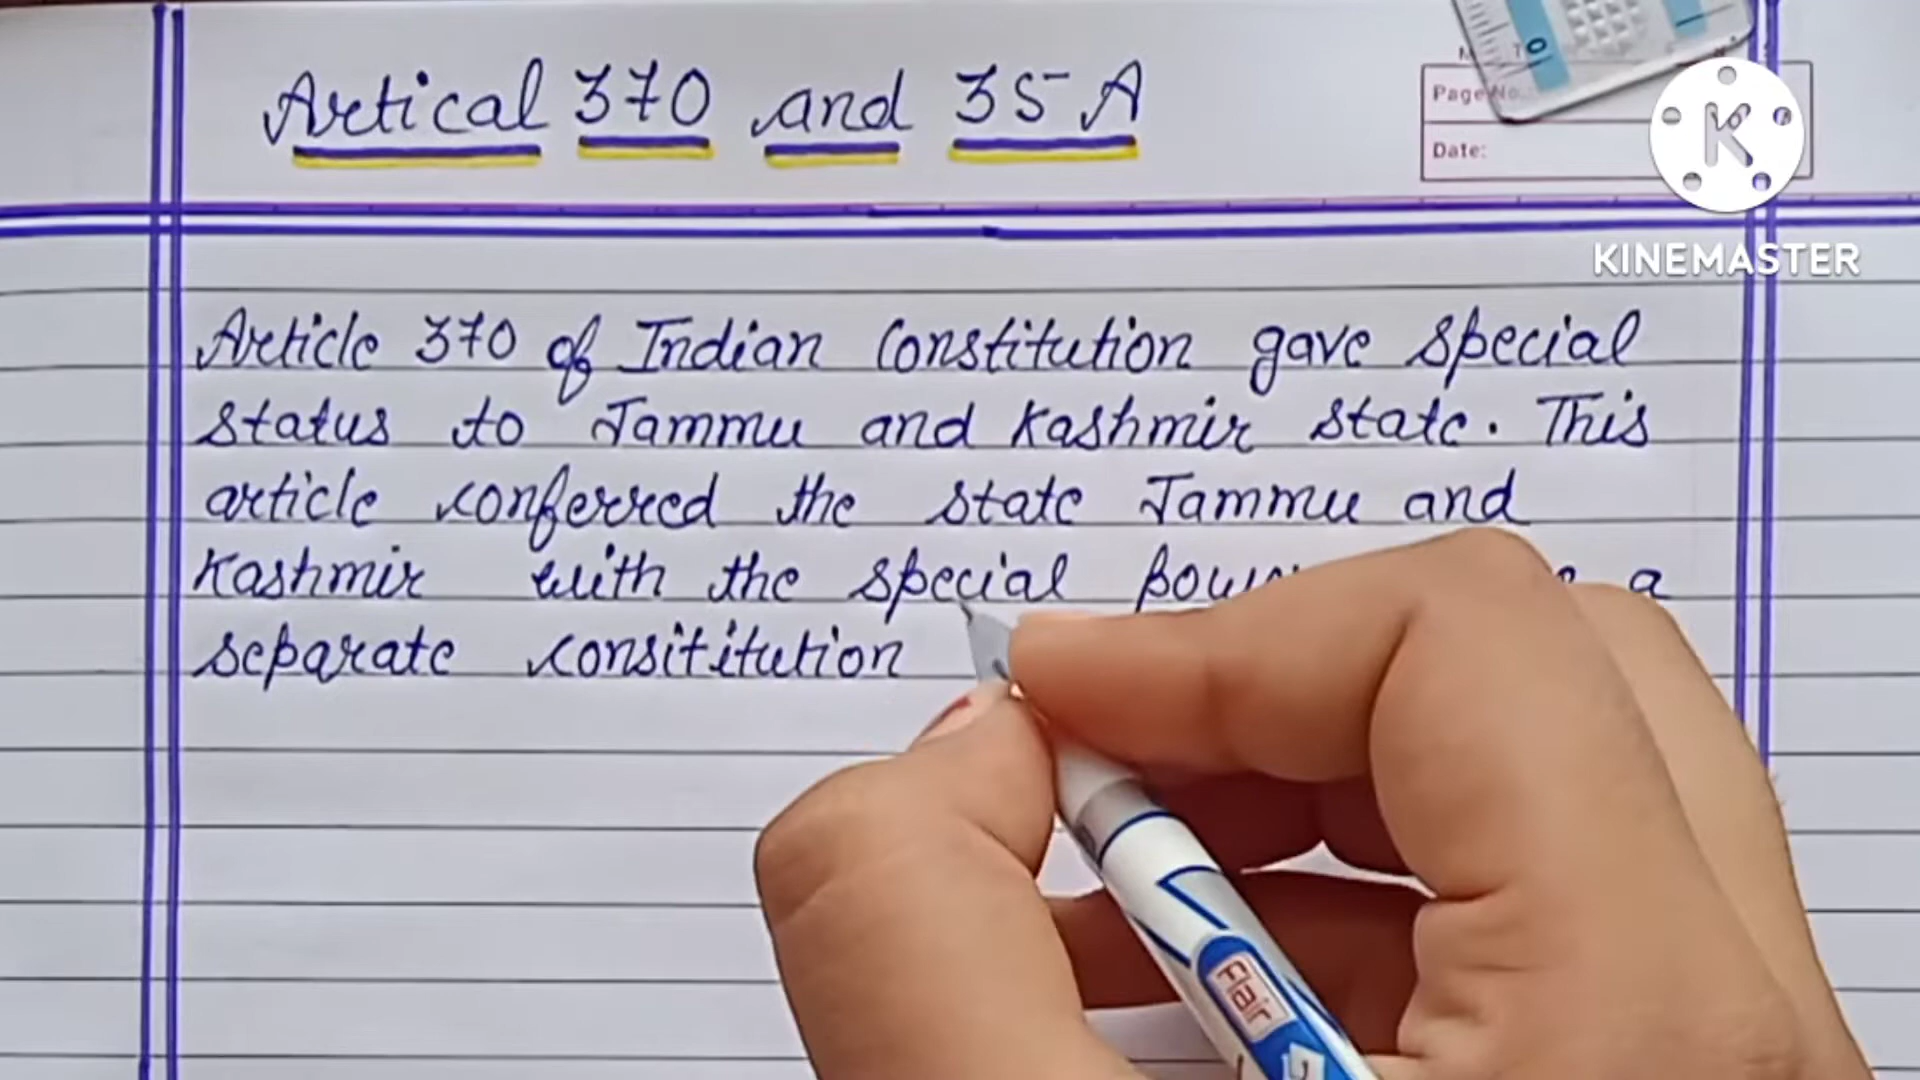 Artical 370 and 35-A
Page No.:
Date:
KINEMASTER
Article 370 of Indian Constitution gave special
status to Jammu and Kashmir state. This
article conferred the state Jammu and
Kashmir with the special a
separate consititution
Flair